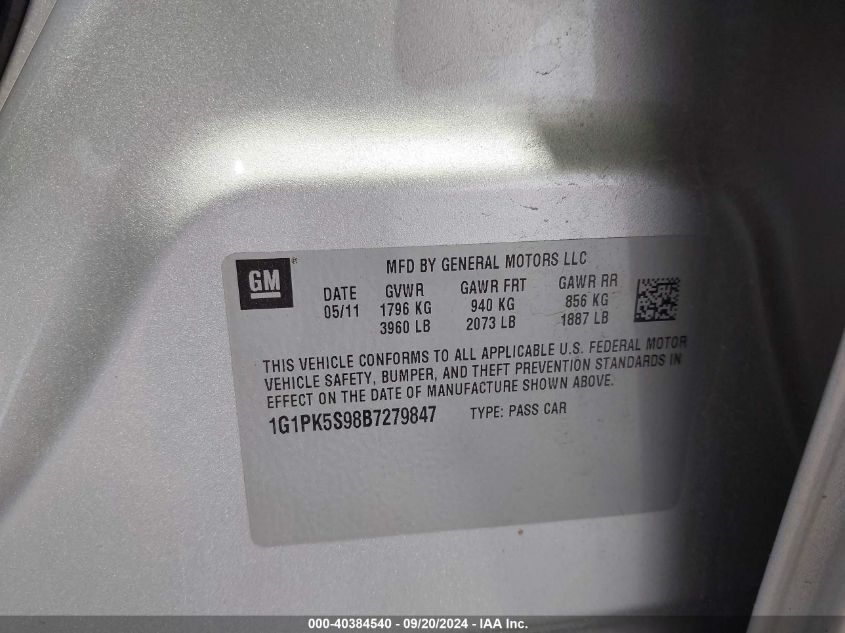 GM®
MFD BY GENERAL MOTORS LLC
DATE GVWR GAWR FRT GAWR RR
05/11 1796 KG 940 KG 856 KG
3960 LB 2073 LB 1887 LB
THIS VEHICLE CONFORMS TO ALL APPLICABLE U.S. FEDERAL MOTOR
VEHICLE SAFETY, BUMPER, AND THEFT PREVENTION STANDARDS IN
EFFECT ON THE DATE OF MANUFACTURE SHOWN ABOVE.
1G1PK5S98B7279847 TYPE: PASS CAR
000-40384540 - 09/20/2024 - IAA Inc.